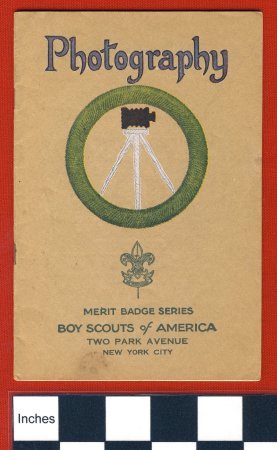 Photography
MERIT BADGE SERIES
BOY SCOUTS of AMERICA
TWO PARK AVENUE
NEW YORK CITY
Inches